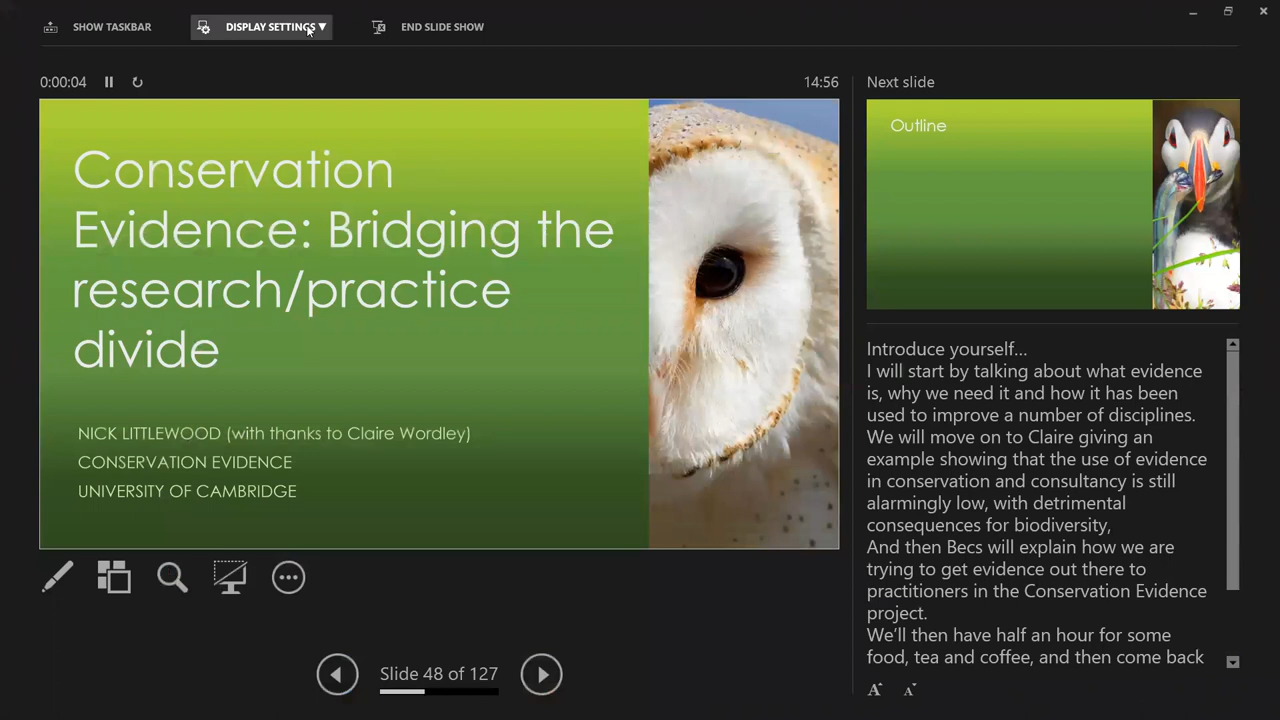 SHOW TASKBAR
DISPLAY SETTINGS ▼
END SLIDE SHOW
0:00:04
14:56
Next slide
Conservation
Evidence: Bridging the
research/practice
divide
NICK LITTLEWOOD (with thanks to Claire Wordley)
CONSERVATION EVIDENCE
UNIVERSITY OF CAMBRIDGE
Outline
Introduce yourself...
I will start by talking about what evidence
is, why we need it and how it has been
used to improve a number of disciplines.
We will move on to Claire giving an
example showing that the use of evidence
in conservation and consultancy is still
alarmingly low, with detrimental
consequences for biodiversity,
And then Becs will explain how we are
trying to get evidence out there to
practitioners in the Conservation Evidence
project.
We'll then have half an hour for some
food, tea and coffee, and then come back
Slide 48 of 127
A A